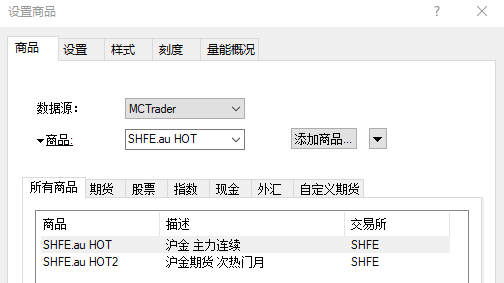 设置商品
?
商品 设置 样式 刻度 量能概况
数据源： MCTrader
商品: SHFE.au HOT 添加商品...
所有商品 期货 股票 指数 现金 外汇 自定义期货
商品 描述 交易所
SHFE.au HOT 沪金 主力连续 SHFE
SHFE.au HOT2 沪金期货 次热门月 SHFE